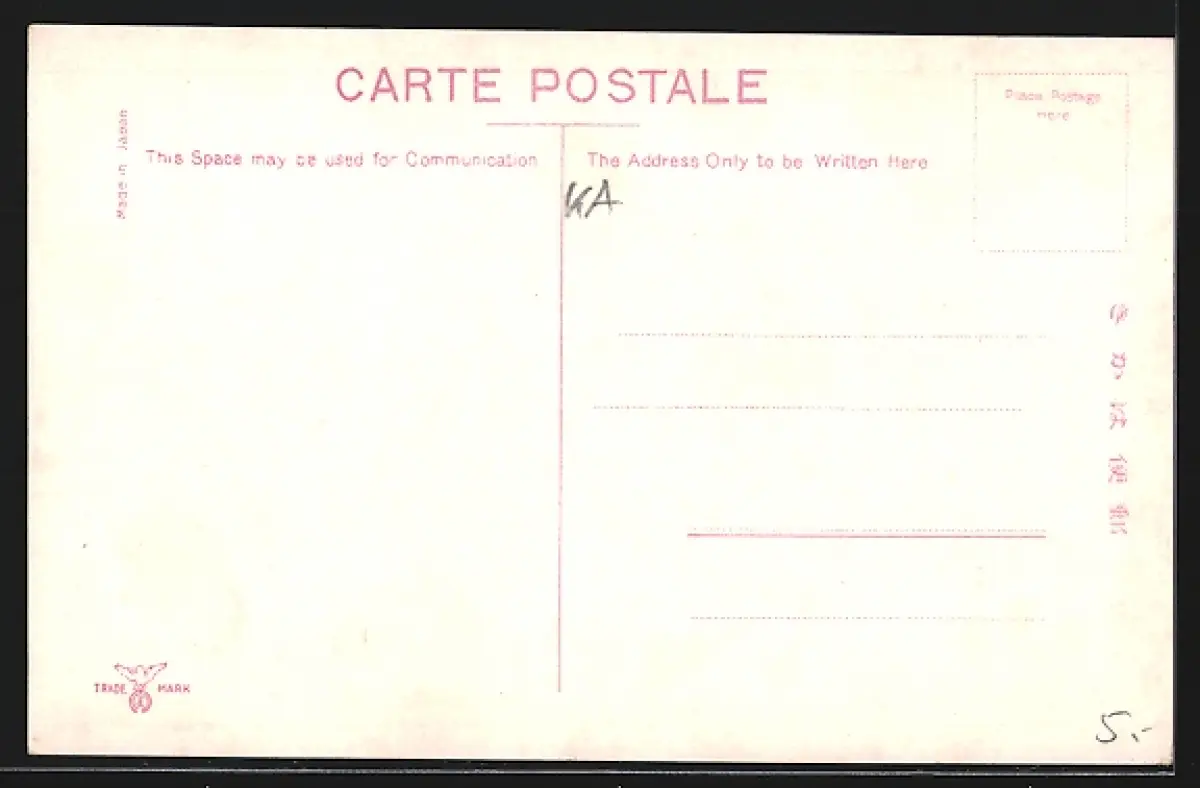 CARTE POSTALE
Place Postage
Here
Made in Japan
This Space may be used for Communication
The Address Only to be Written Here
KA
TRADE MARK
5.-